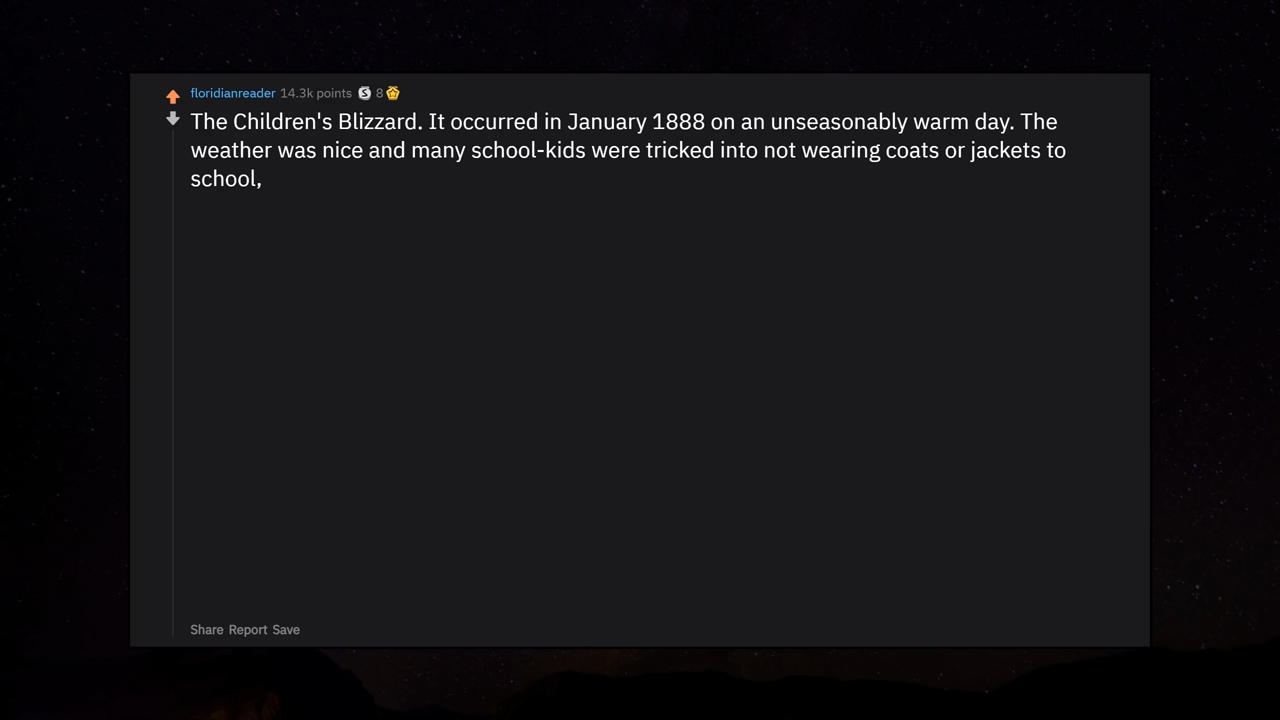 floridianreader 14.3k points S 8
The Children's Blizzard. It occurred in January 1888 on an unseasonably warm day. The
weather was nice and many school-kids were tricked into not wearing coats or jackets to
school,
Share Report Save